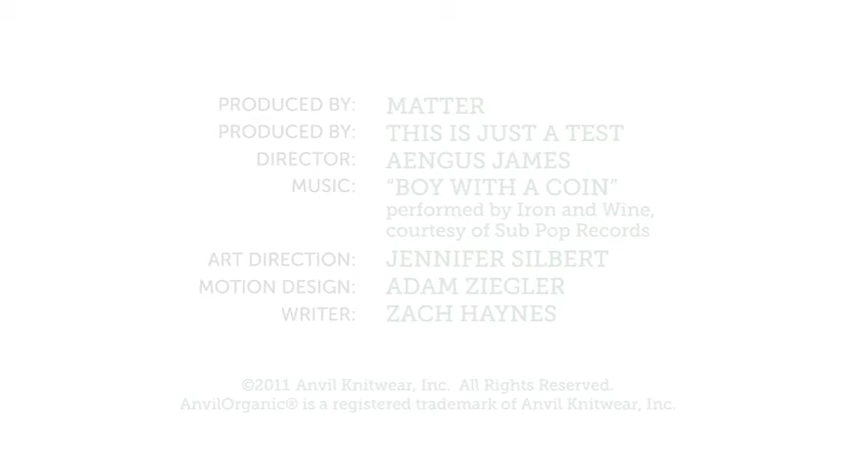 PRODUCED BY: MATTER
PRODUCED BY: THIS IS JUST A TEST
DIRECTOR: AENGUS JAMES
MUSIC: “BOY WITH A COIN”
performed by Iron and Wine,
courtesy of Sub Pop Records
ART DIRECTION: JENNIFER SILBERT
MOTION DESIGN: ADAM ZIEGLER
WRITER: ZACH HAYNES
©2011 Anvil Knitwear, Inc. All Rights Reserved.
AnvilOrganic® is a registered trademark of Anvil Knitwear, Inc.